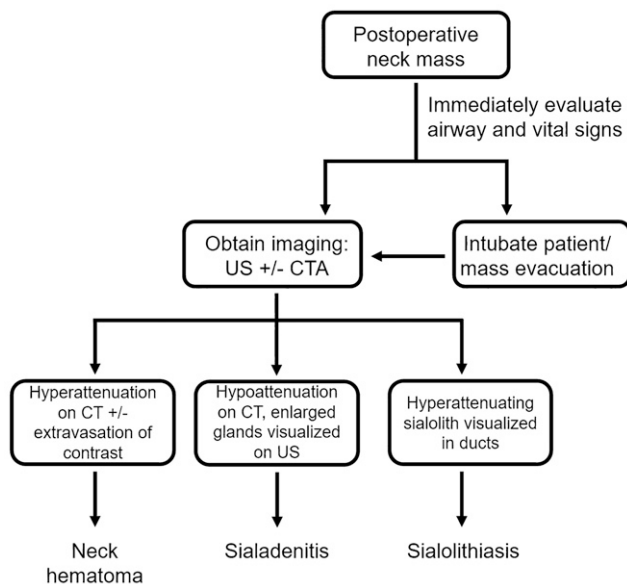 Postoperative
neck mass
Immediately evaluate
airway and vital signs
Obtain imaging:
US +/- CTA
Intubate patient/
mass evacuation
Hyperattenuation
on CT +/-
extravasation of
contrast
Hypoattenuation
on CT, enlarged
glands visualized
on US
Hyperattenuating
sialolith visualized
in ducts
Neck
hematoma
Sialadenitis
Sialolithiasis